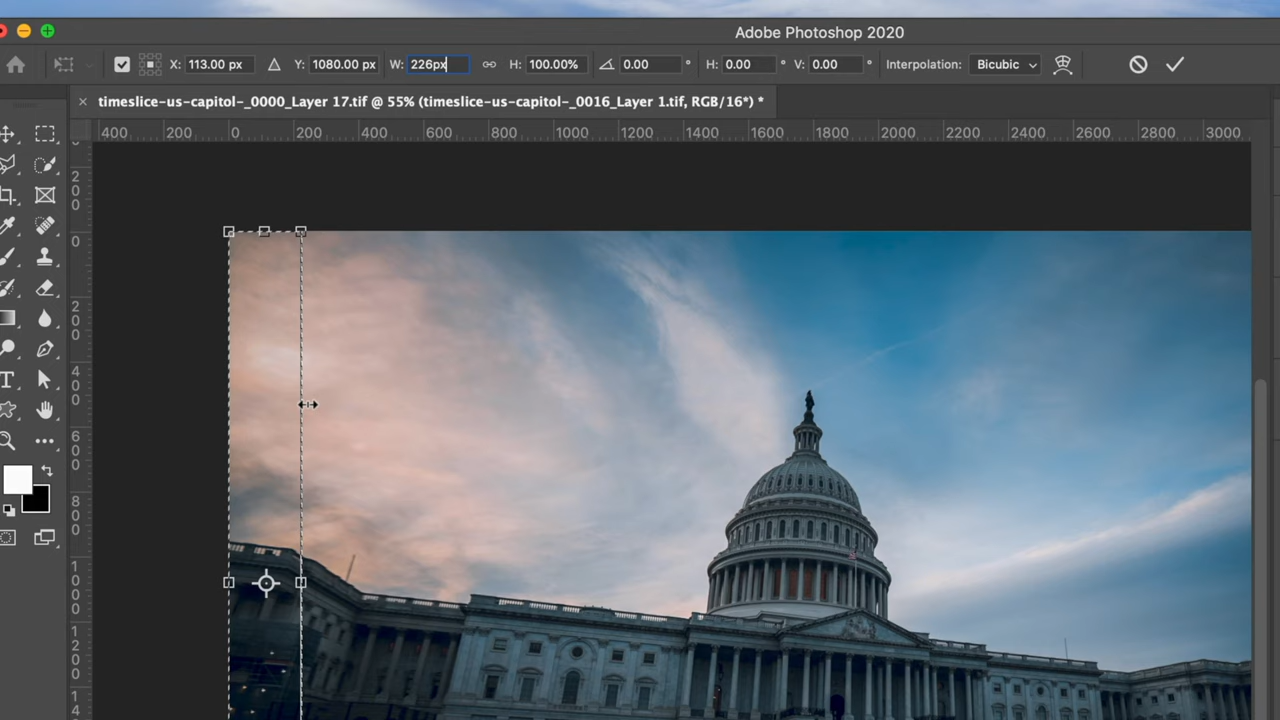 Adobe Photoshop 2020
X: 113.00 px Y: 1080.00 px W: 226px H: 100.00% 0.00 ° H: 0.00 ° V: 0.00 ° Interpolation: Bicubic
× timeslice-us-capitol-_0000_Layer 17.tif @ 55% (timeslice-us-capitol-_0016_Layer 1.tif, RGB/16*) *
400 200 0 200 400 600 800 1000 1200 1400 1600 1800 2000 2200 2400 2600 2800 3000
200
0
200
400
600
800
1000
1200
14